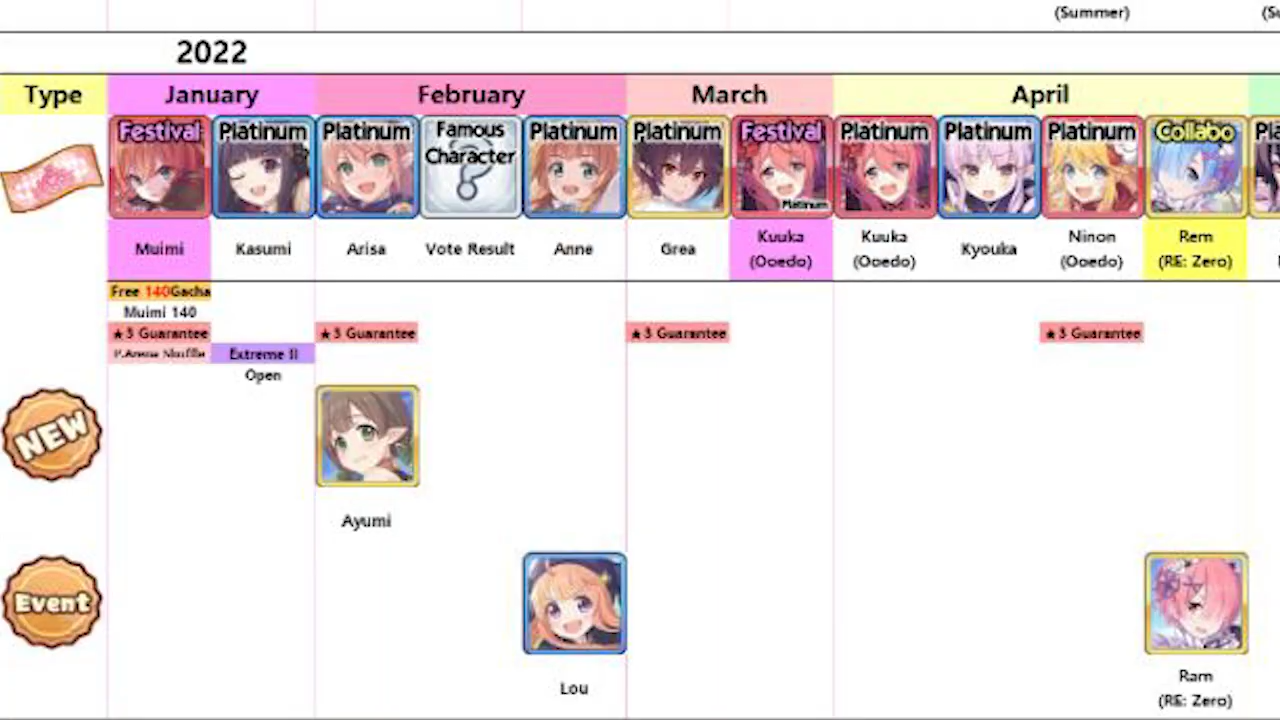 (Summer)
2022
Type January February March April
Festival Platinum Platinum Famous Character Platinum Platinum Festival Platinum Platinum Platinum Collabo
Platinum
Muimi Kasumi Arisa Vote Result Anne Grea Kuuka (Ooedo) Kuuka (Ooedo) Kyouka Ninon (Ooedo) Rem (RE: Zero)
Free 140Gacha
Muimi 140
★3 Guarantee ★3 Guarantee ★3 Guarantee ★3 Guarantee
Extreme II
Open
NEW
Ayumi
Event
Lou
Ram
(RE: Zero)